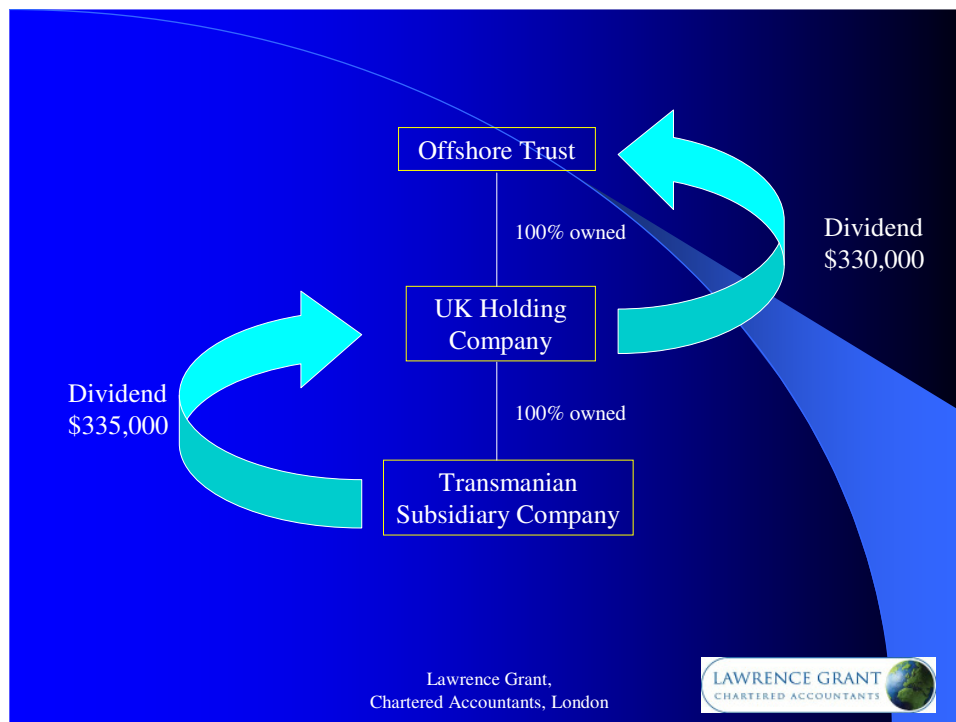 Offshore Trust
100% owned
Dividend
$330,000
UK Holding
Company
Dividend
$335,000
100% owned
Transmanian
Subsidiary Company
Lawrence Grant,
Chartered Accountants, London
LAWRENCE GRANT
CHARTERED ACCOUNTANTS